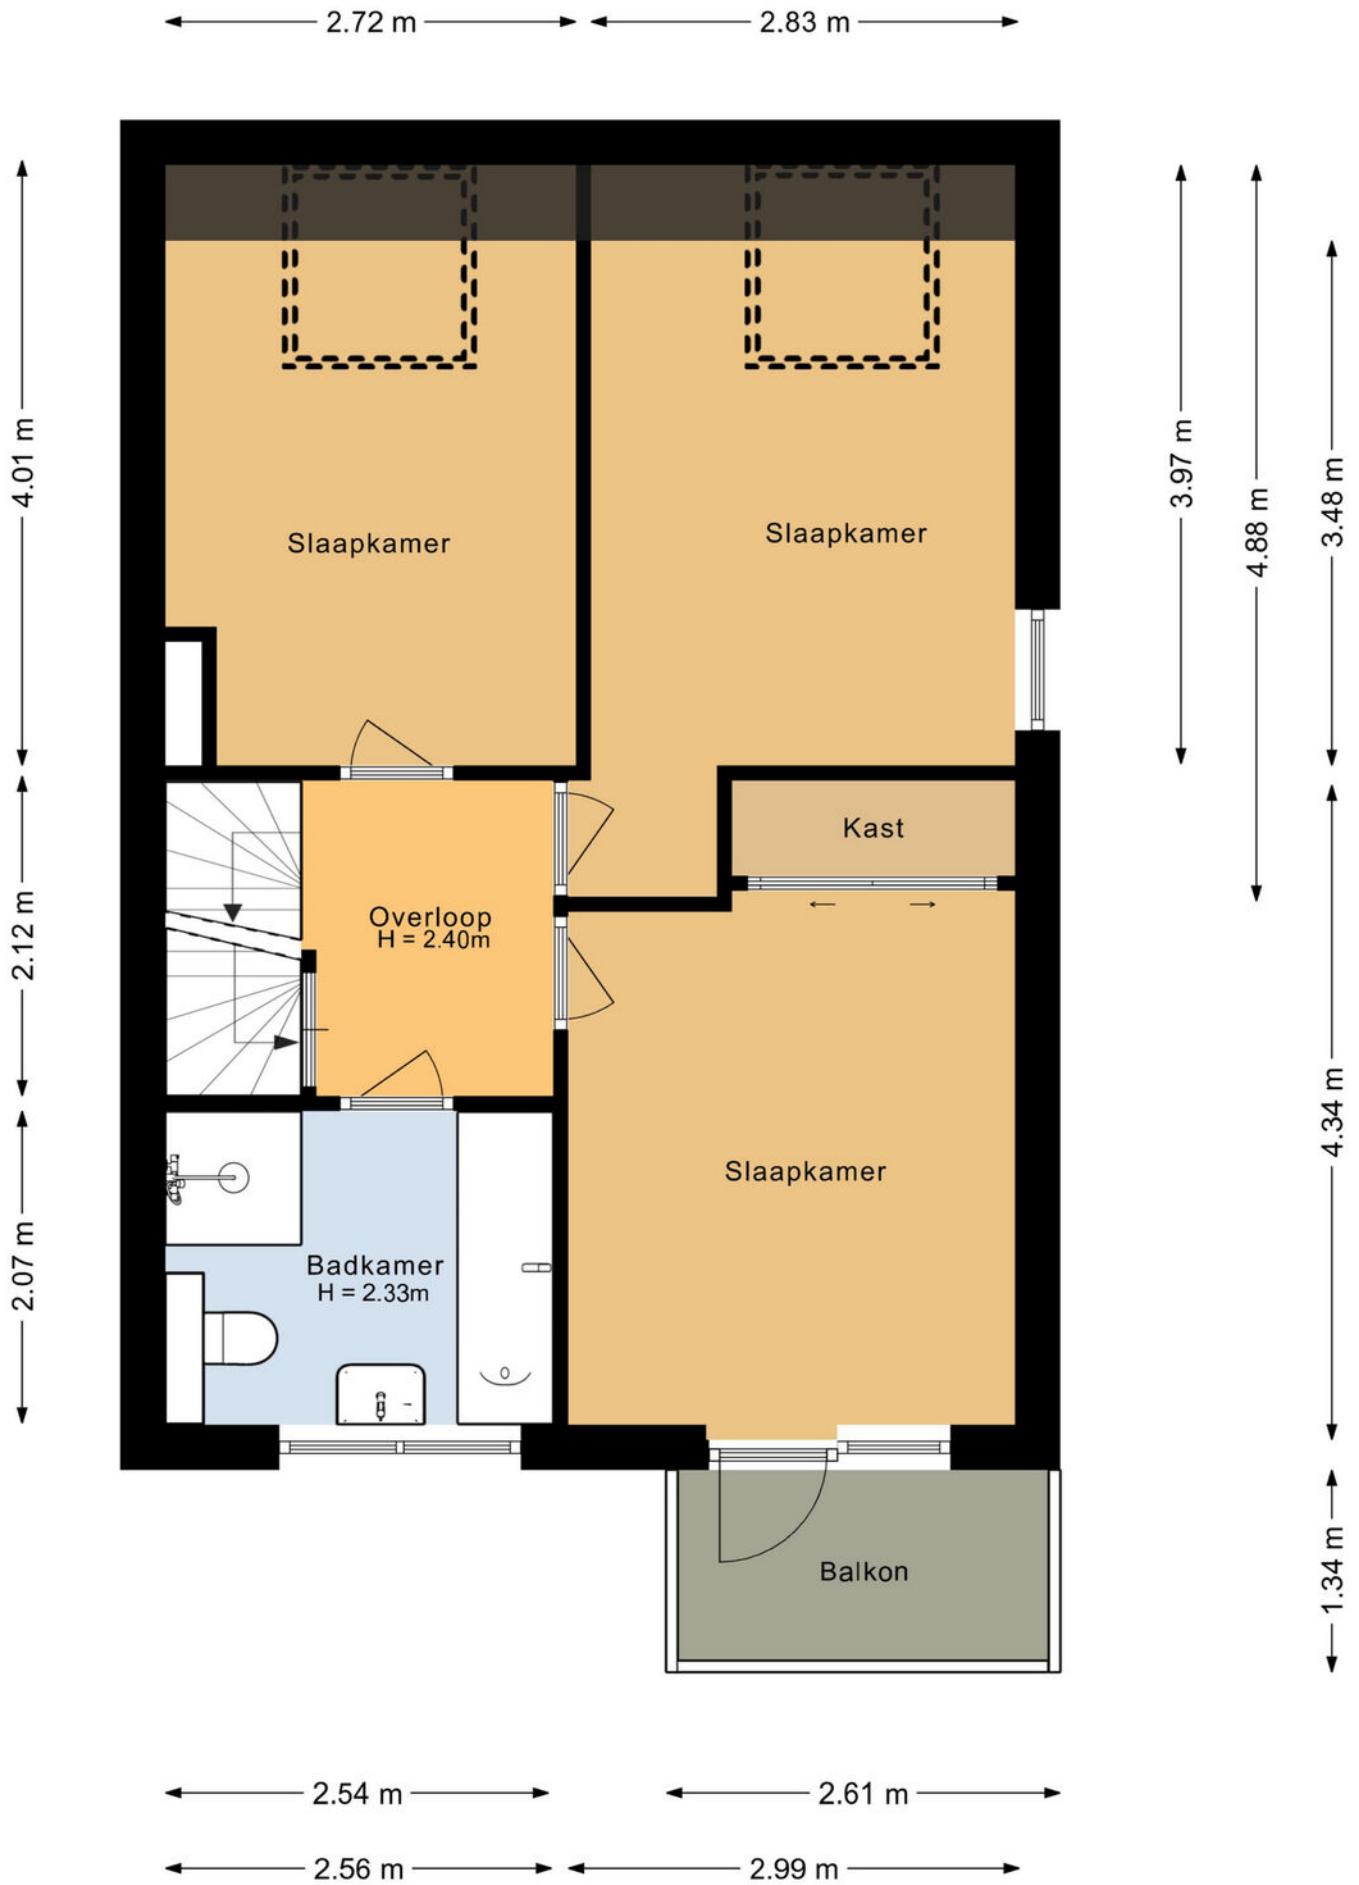 2.72 m
2.83 m
4.01 m
3.97 m
4.88 m
3.48 m
Slaapkamer
Slaapkamer
Kast
Overloop
H = 2.40m
2.12 m
4.34 m
Slaapkamer
Badkamer
H = 2.33m
2.07 m
Balkon
1.34 m
2.54 m
2.61 m
2.56 m
2.99 m